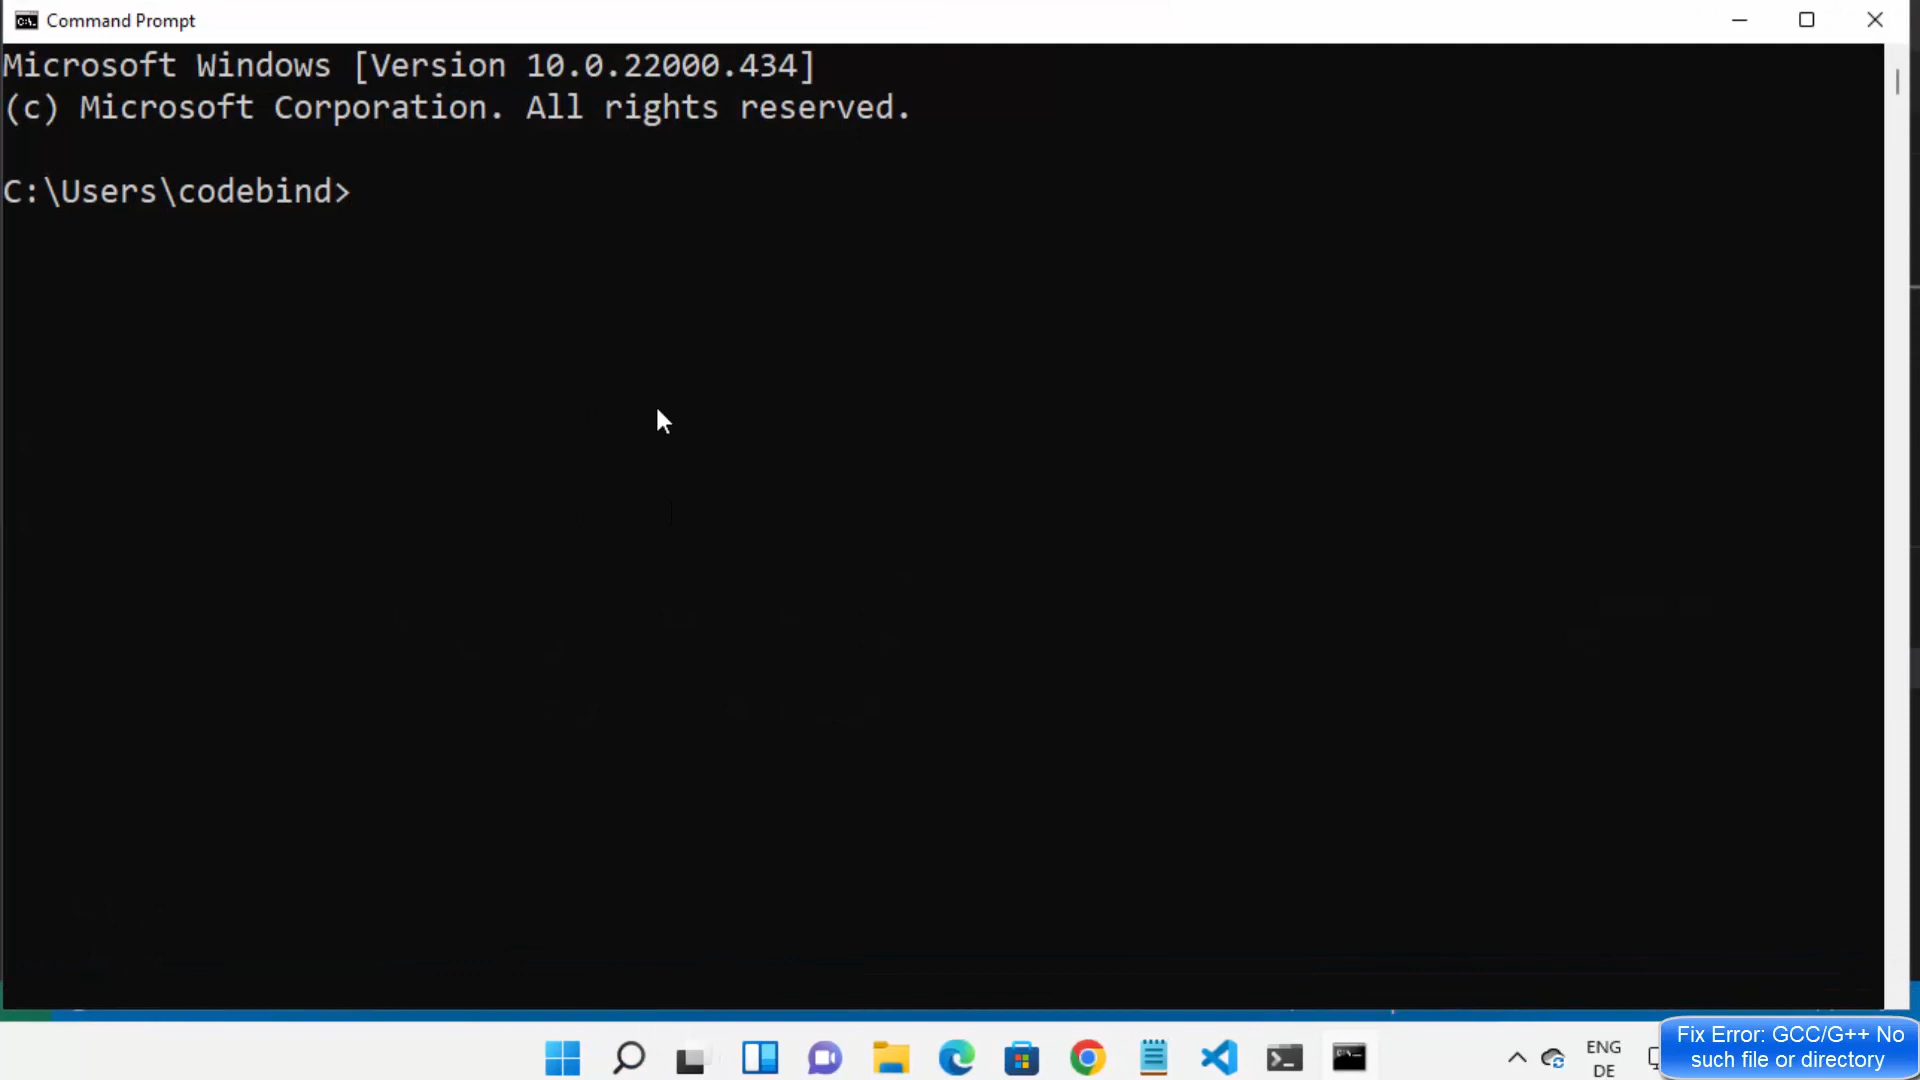 Command Prompt
Microsoft Windows [Version 10.0.22000.434]
(c) Microsoft Corporation. All rights reserved.
C:\Users\codebind>
ENG
DE
Fix Error: GCC/G++ No
such file or directory